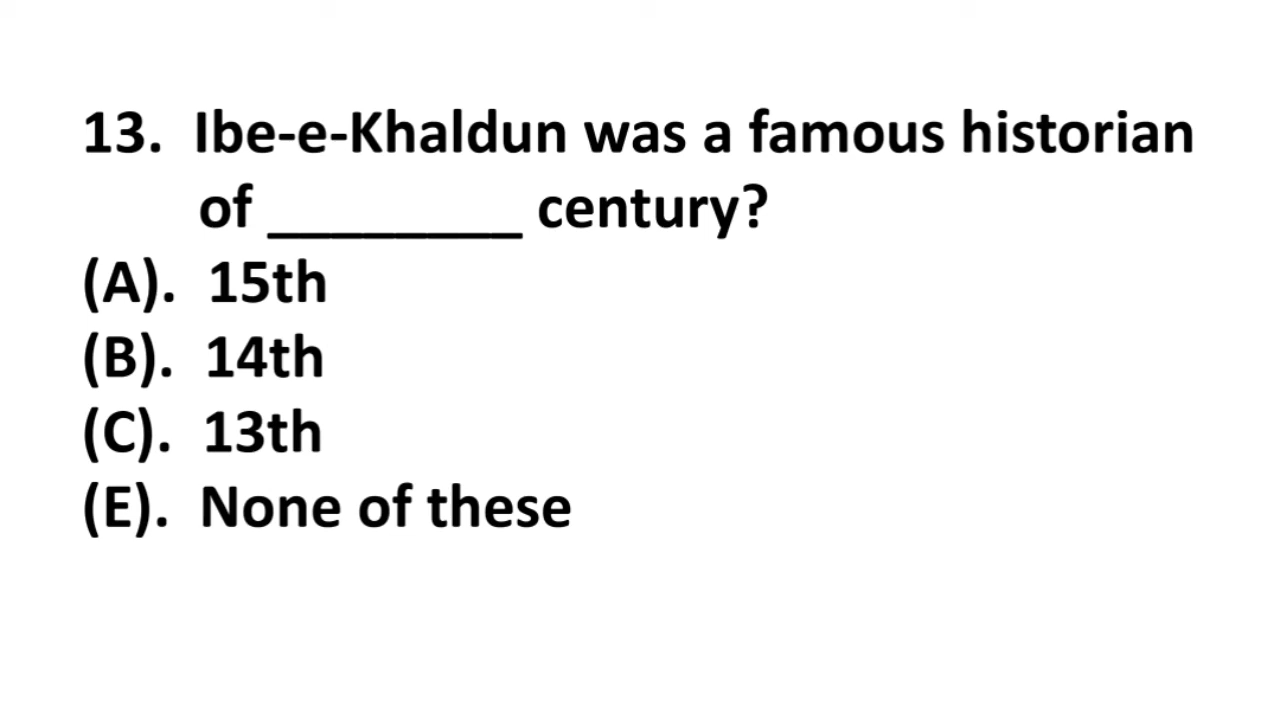 13. Ibe-e-Khaldun was a famous historian
of ________ century?
(A). 15th
(B). 14th
(C). 13th
(E). None of these